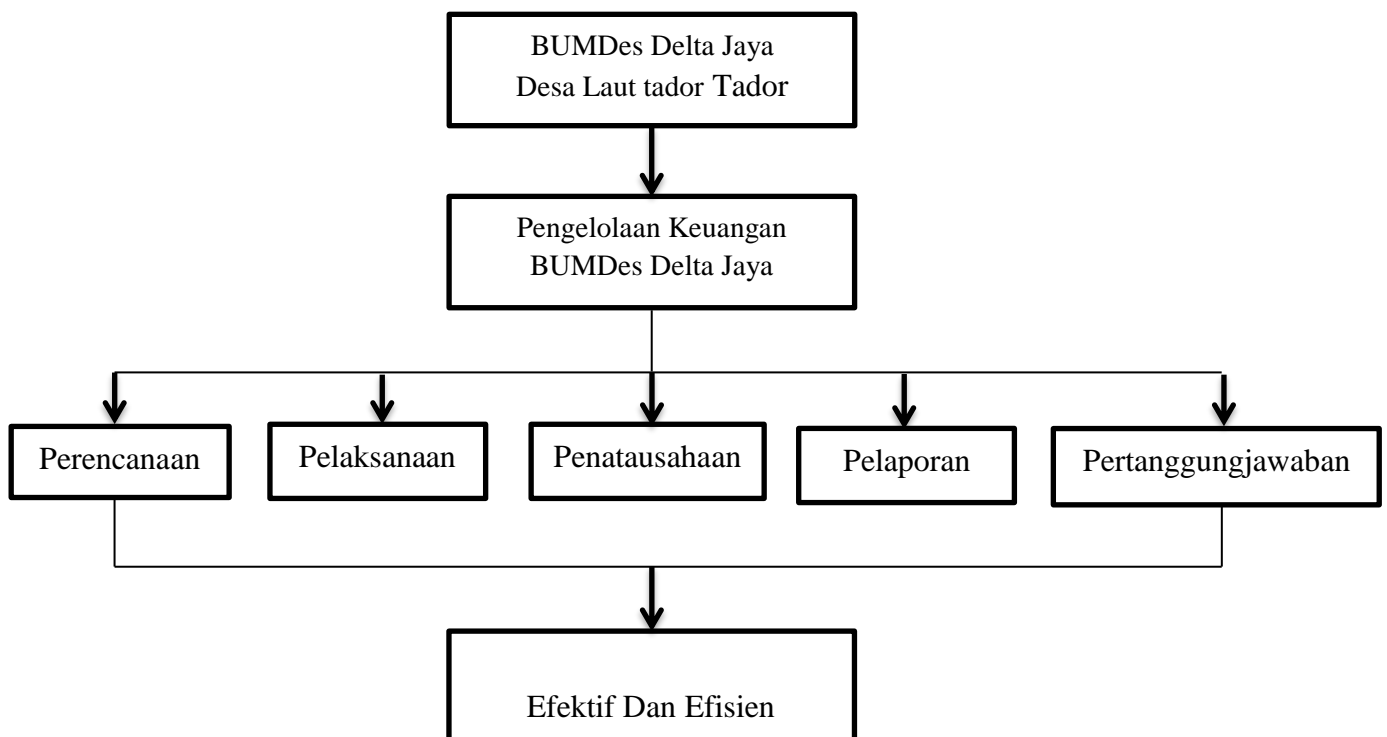 BUMDes Delta Jaya
Desa Laut tador Tador
Pengelolaan Keuangan
BUMDes Delta Jaya
Perencanaan
Pelaksanaan
Penatausahaan
Pelaporan
Pertanggungjawaban
Efektif Dan Efisien